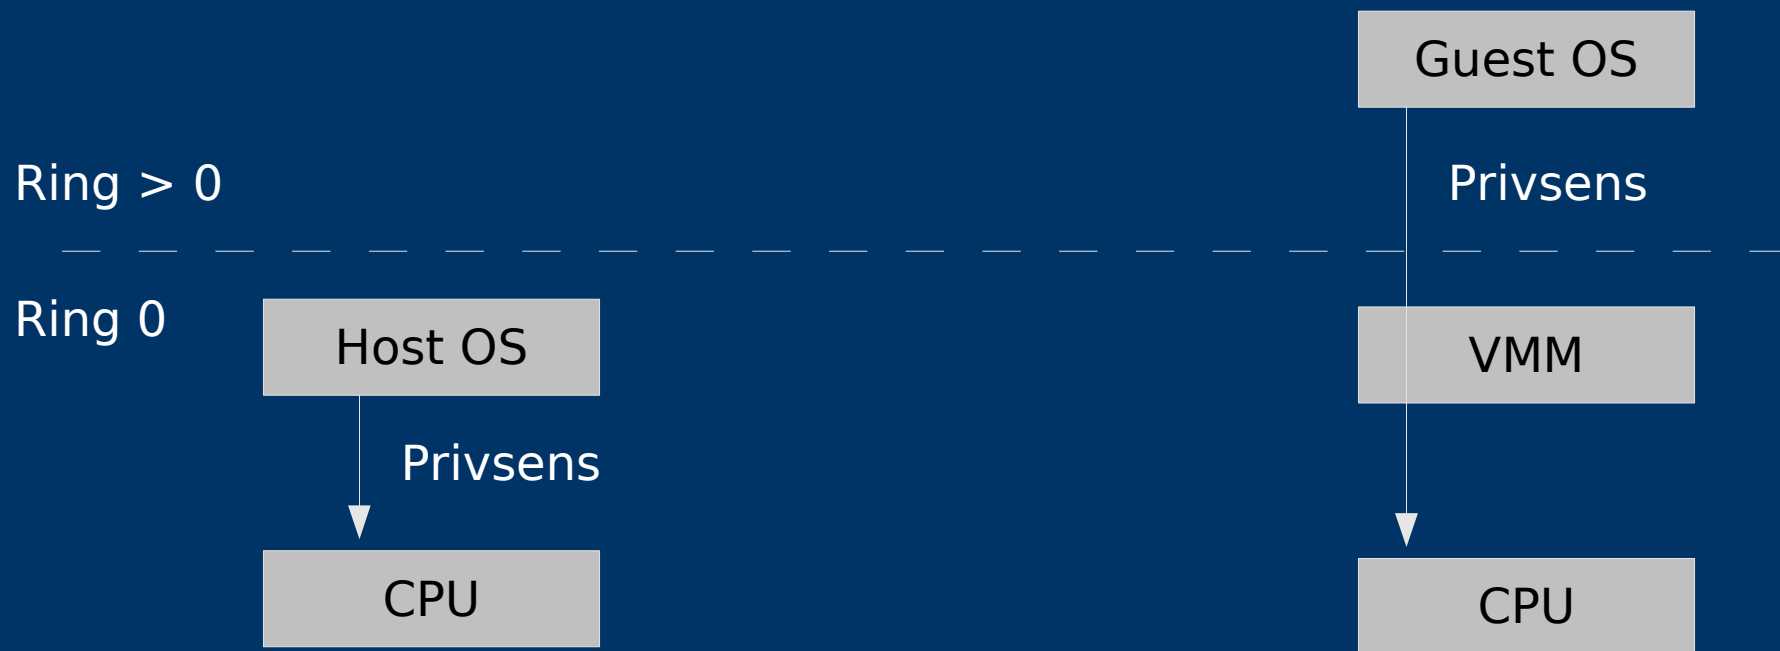 Guest OS
Ring > 0
Privsens
Ring 0
Host OS
VMM
Privsens
CPU
CPU